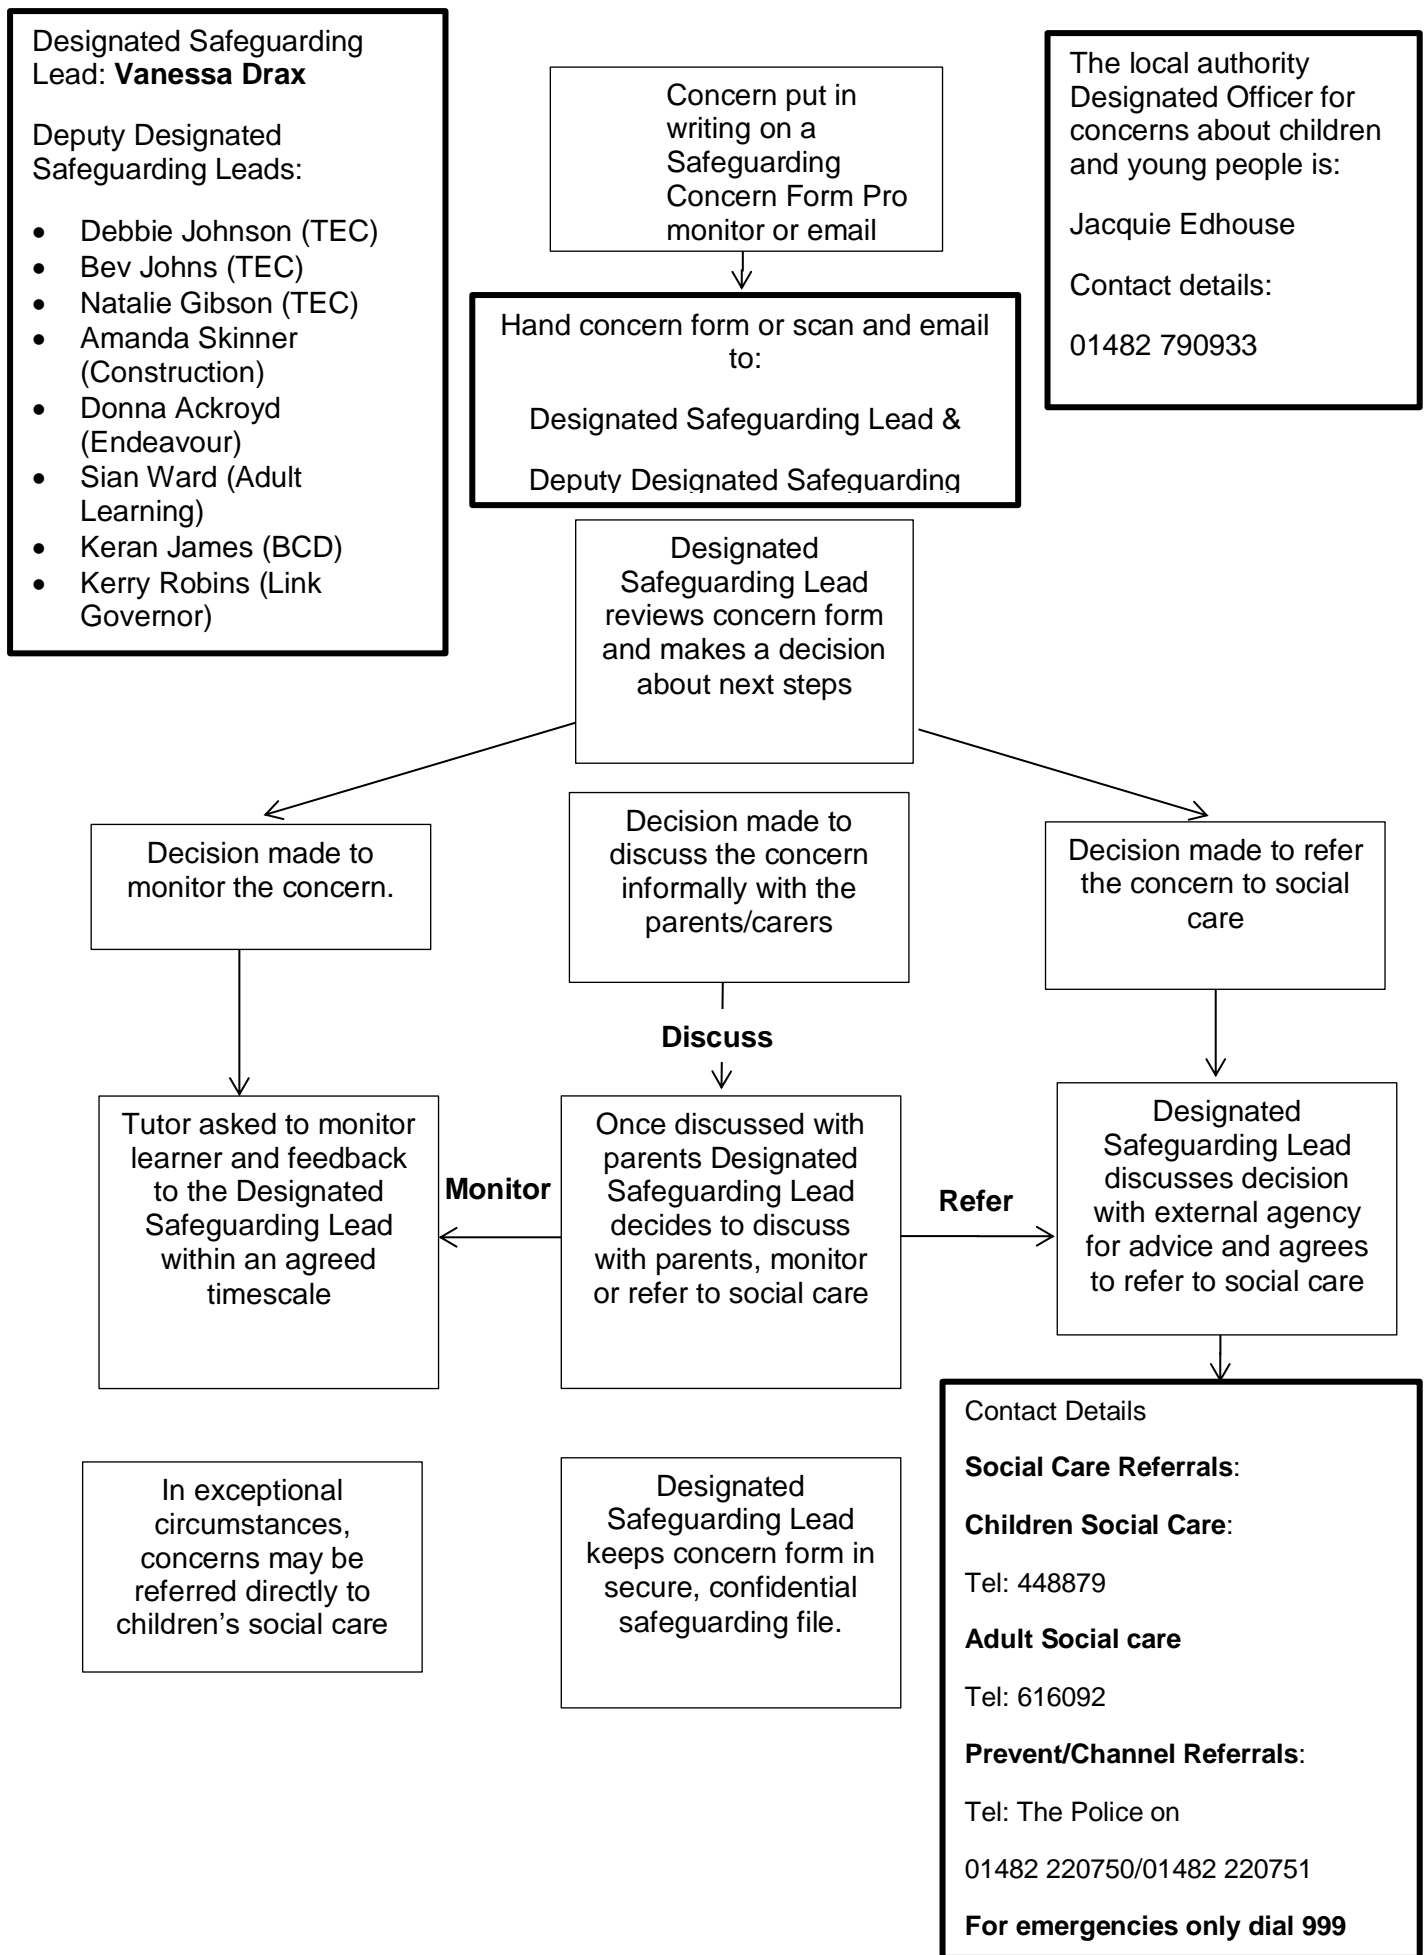 Designated Safeguarding
Lead: Vanessa Drax
Deputy Designated
Safeguarding Leads:
• Debbie Johnson (TEC)
• Bev Johns (TEC)
• Natalie Gibson (TEC)
• Amanda Skinner
(Construction)
• Donna Ackroyd
(Endeavour)
• Sian Ward (Adult
Learning)
• Keran James (BCD)
• Kerry Robins (Link
Governor)
Concern put in
writing on a
Safeguarding
Concern Form Pro
monitor or email
The local authority
Designated Officer for
concerns about children
and young people is:
Jacquie Edhouse
Contact details:
01482 790933
Hand concern form or scan and email
to:
Designated Safeguarding Lead &
Deputy Designated Safeguarding
Designated
Safeguarding Lead
reviews concern form
and makes a decision
about next steps
Decision made to
monitor the concern.
Decision made to
discuss the concern
informally with the
parents/carers
Decision made to refer
the concern to social
care
Discuss
Tutor asked to monitor
learner and feedback
to the Designated
Safeguarding Lead
within an agreed
timescale
Monitor
Once discussed with
parents Designated
Safeguarding Lead
decides to discuss
with parents, monitor
or refer to social care
Refer
Designated
Safeguarding Lead
discusses decision
with external agency
for advice and agrees
to refer to social care
In exceptional
circumstances,
concerns may be
referred directly to
children’s social care
Designated
Safeguarding Lead
keeps concern form in
secure, confidential
safeguarding file.
Contact Details
Social Care Referrals:
Children Social Care:
Tel: 448879
Adult Social care
Tel: 616092
Prevent/Channel Referrals:
Tel: The Police on
01482 220750/01482 220751
For emergencies only dial 999